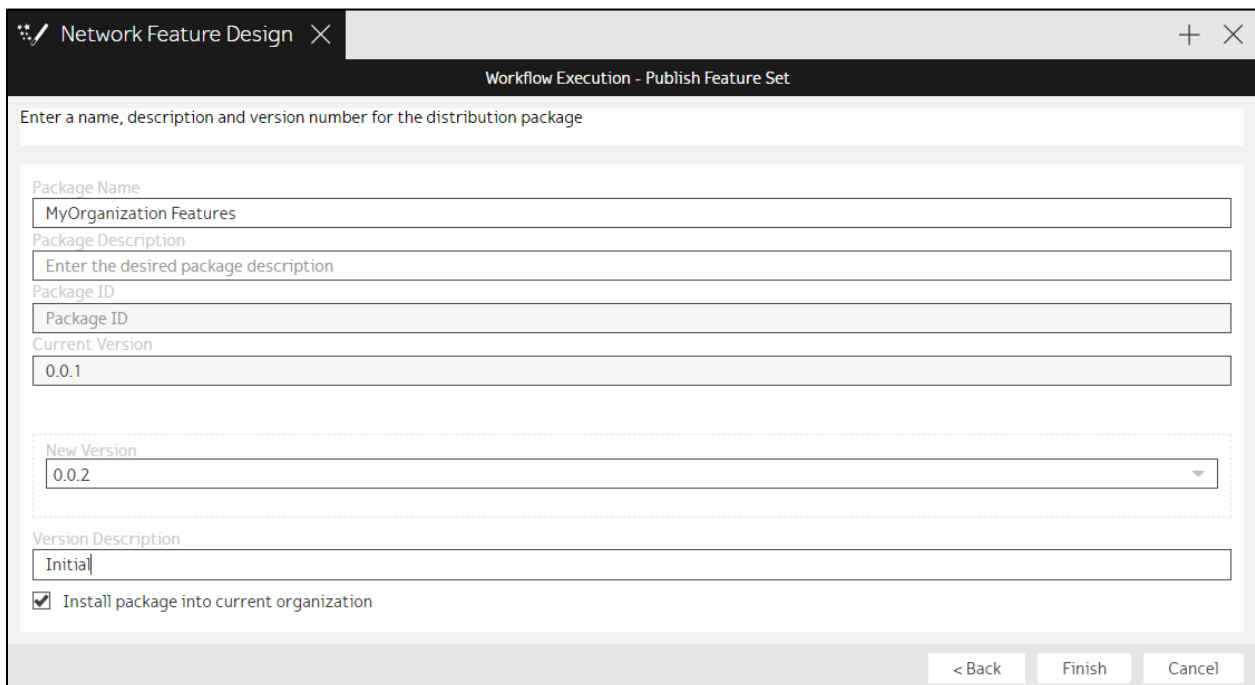 Network Feature Design
Workflow Execution - Publish Feature Set
Enter a name, description and version number for the distribution package
Package Name
MyOrganization Features
Package Description
Enter the desired package description
Package ID
Package ID
Current Version
0.0.1
New Version
0.0.2
Version Description
Initial
Install package into current organization
< Back Finish Cancel